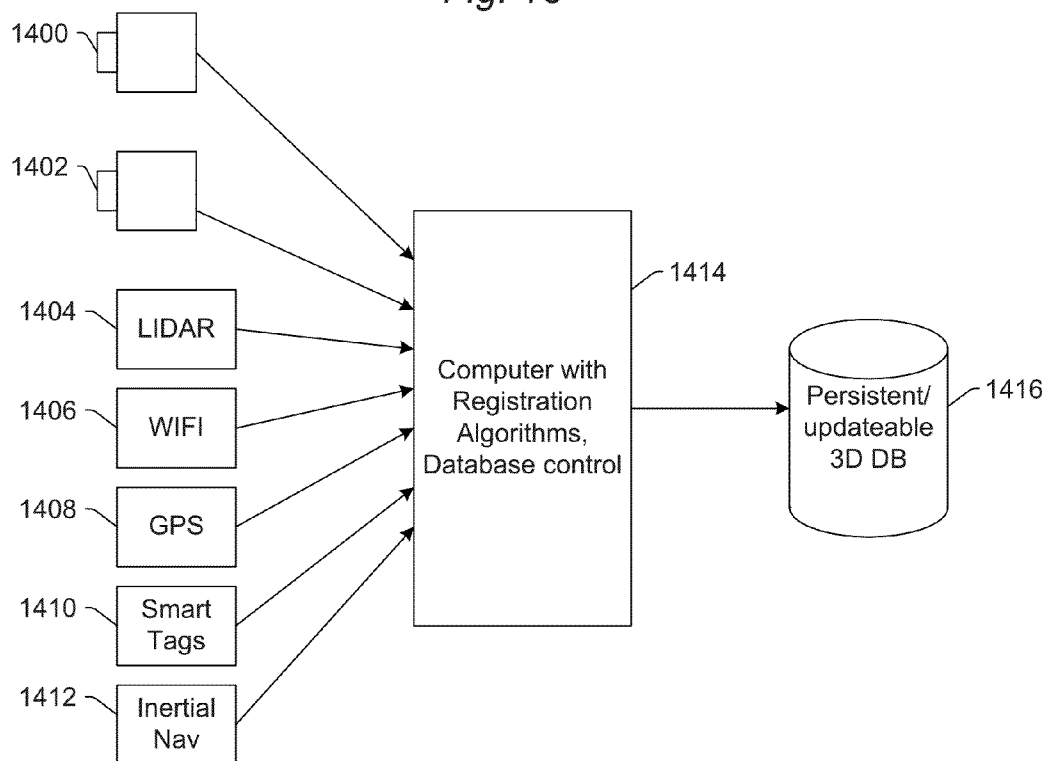 1400
1402
1404
LIDAR
1406
WIFI
1408
GPS
1410
Smart
Tags
1412
Inertial
Nav
Computer with
Registration
Algorithms,
Database control
1414
Persistent/
updateable
3D DB
1416